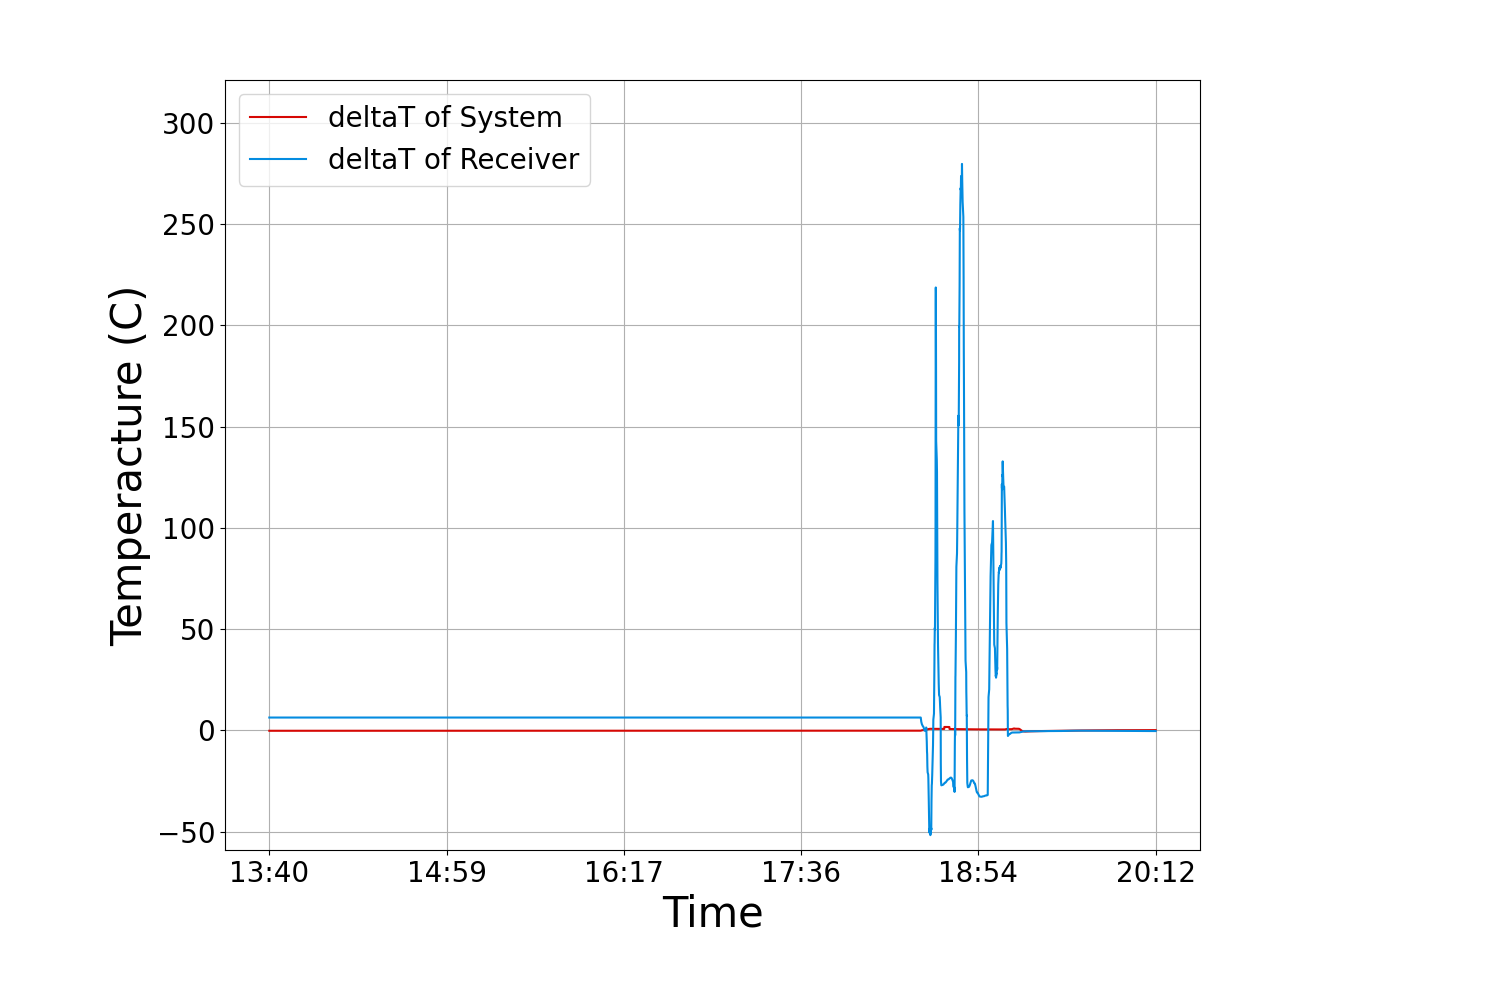 deltaT of System
deltaT of Receiver
300
250
200
150
100
50
0
−50
Temperacture (C)
13:40 14:59 16:17 17:36 18:54 20:12
Time